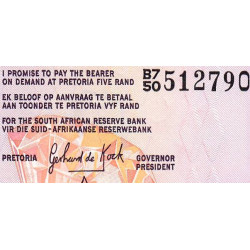 I PROMISE TO PAY THE BEARER
ON DEMAND AT PRETORIA FIVE RAND
B7/50 512790
EK BELOOF OP AANVRAAG TE BETAAL
AAN TOONDER TE PRETORIA VYF RAND
FOR THE SOUTH AFRICAN RESERVE BANK
VIR DIE SUID-AFRIKAANSE RESERWEBANK
PRETORIA Gerhard de Kock GOVERNOR
PRESIDENT